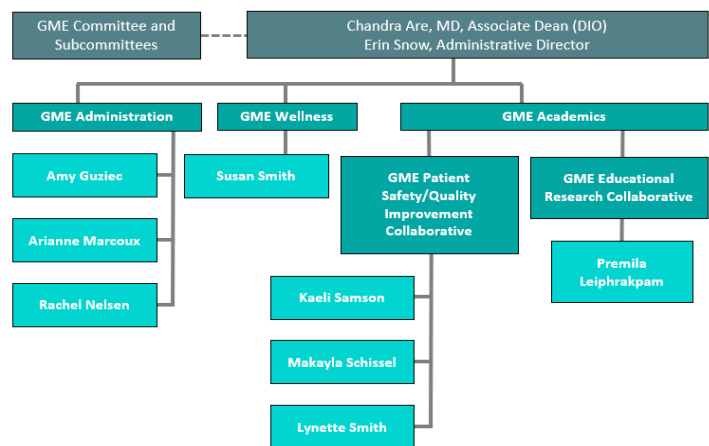 GME Committee and
Subcommittees
Chandra Are, MD, Associate Dean (DIO)
Erin Snow, Administrative Director
GME Administration
GME Wellness
GME Academics
Amy Guziec
Susan Smith
GME Patient
Safety/Quality
Improvement
Collaborative
GME Educational
Research Collaborative
Arianne Marcoux
Premila
Leiphrakpam
Rachel Nelsen
Kaeli Samson
Makayla Schissel
Lynette Smith